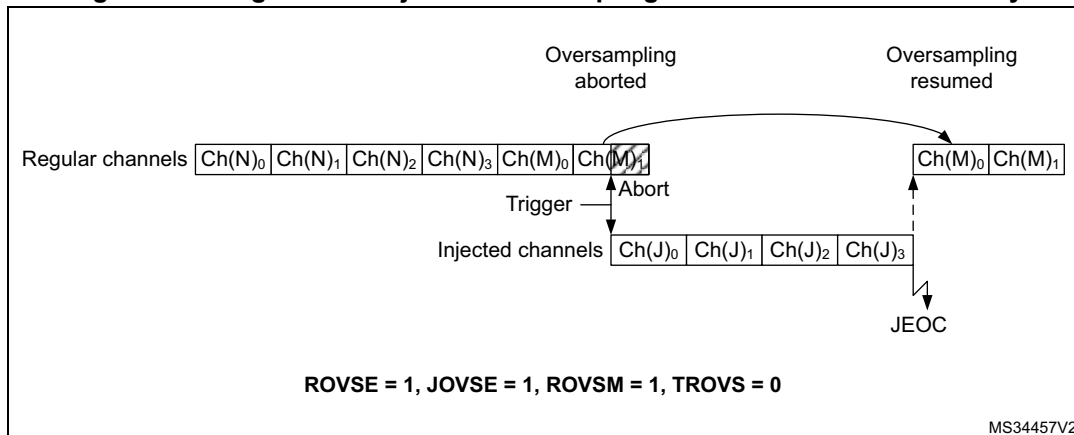 Oversampling aborted
Oversampling resumed
Regular channels Ch(N)₀ Ch(N)₁ Ch(N)₂ Ch(N)₃ Ch(M)₀ Ch(M)₁ Ch(M)₀ Ch(M)₁
Abort
Trigger
Injected channels Ch(J)₀ Ch(J)₁ Ch(J)₂ Ch(J)₃
JEOC
ROVSE = 1, JOVSE = 1, ROVSM = 1, TROVS = 0
MS34457V2